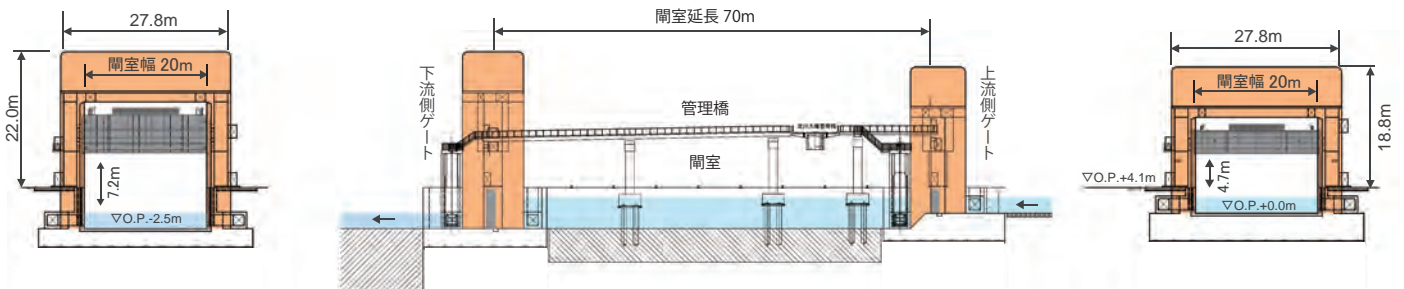 27.8m
閘室幅 20m
22.0m
7.2m
▽O.P.-2.5m
閘室延長 70m
下流側ゲート
管理橋
閘室
上流側ゲート
←
←
27.8m
閘室幅 20m
18.8m
4.7m
▽O.P.+4.1m
▽O.P.+0.0m